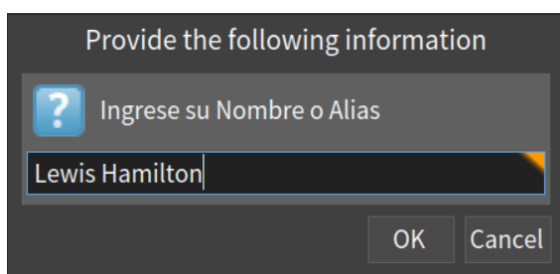 Provide the following information
?
Ingrese su Nombre o Alias
Lewis Hamilton
OK Cancel